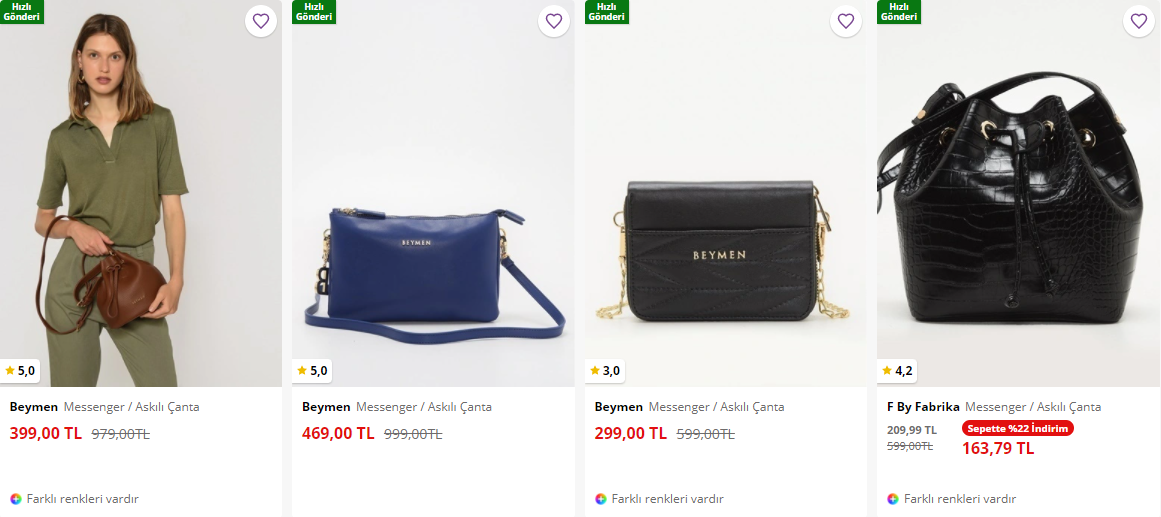 Hızlı
Gönderi
5,0
Beymen Messenger / Askılı Çanta
399,00 TL 979,00TL
Farklı renkleri vardır
Hızlı
Gönderi
BEYMEN
5,0
Beymen Messenger / Askılı Çanta
469,00 TL 999,00TL
Hızlı
Gönderi
BEYMEN
3,0
Beymen Messenger / Askılı Çanta
299,00 TL 599,00TL
Farklı renkleri vardır
Hızlı
Gönderi
4,2
F By Fabrika Messenger / Askılı Çanta
209,99 TL
599,00TL
Sepette %22 İndirim
163,79 TL
Farklı renkleri vardır